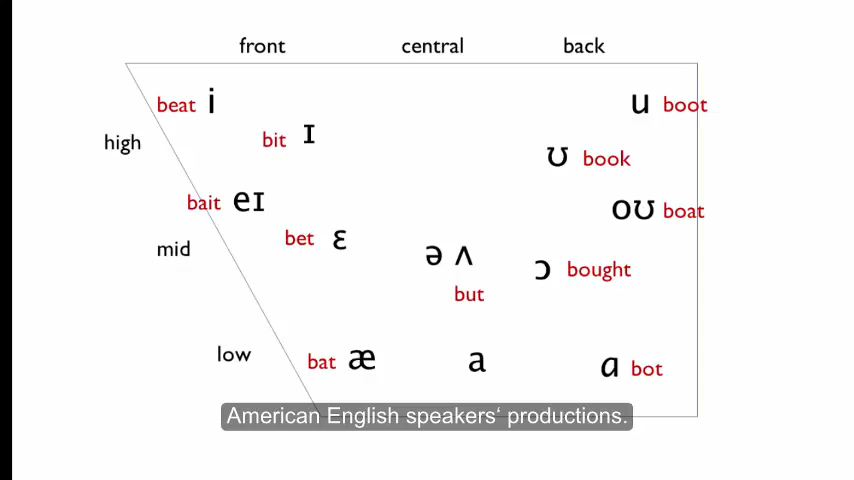 front central back
beat i u boot
high bit ɪ
ʊ book
bait eɪ oʊ boat
mid bet ɛ
ə ʌ ɔ bought
but
low bat æ a ɑ bot
American English speakers‘ productions.